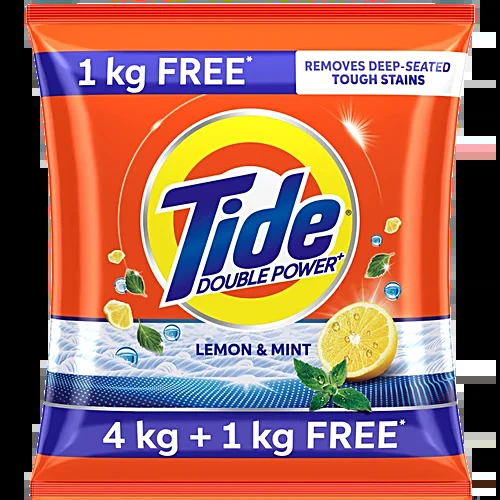 1 kg FREE*
REMOVES DEEP-SEATED
TOUGH STAINS
Tide®
DOUBLE POWER+
LEMON & MINT
4 kg + 1 kg FREE*